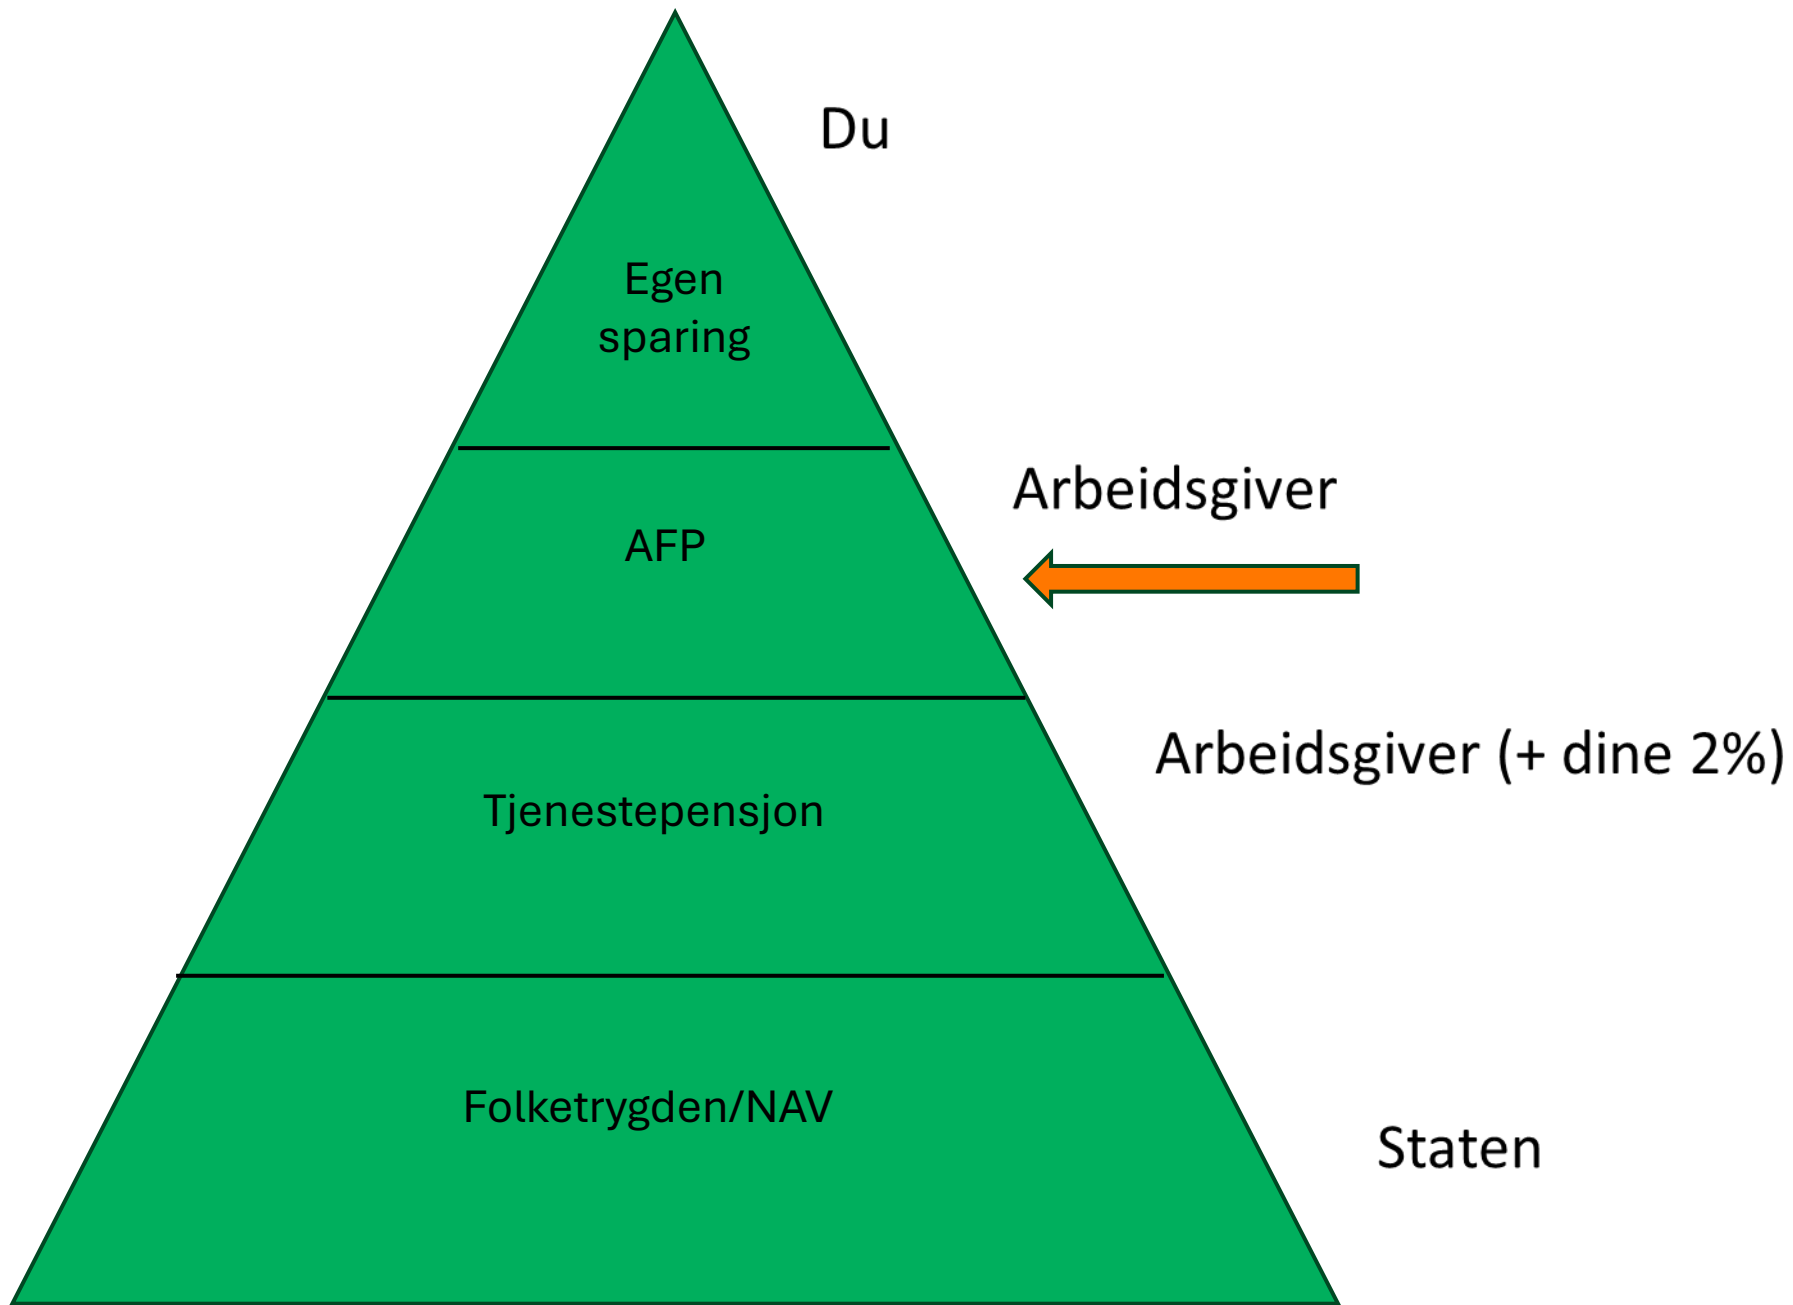 Du
Egen
sparing
Arbeidsgiver
AFP
Arbeidsgiver (+ dine 2%)
Tjenestepensjon
Folketrygden/NAV
Staten